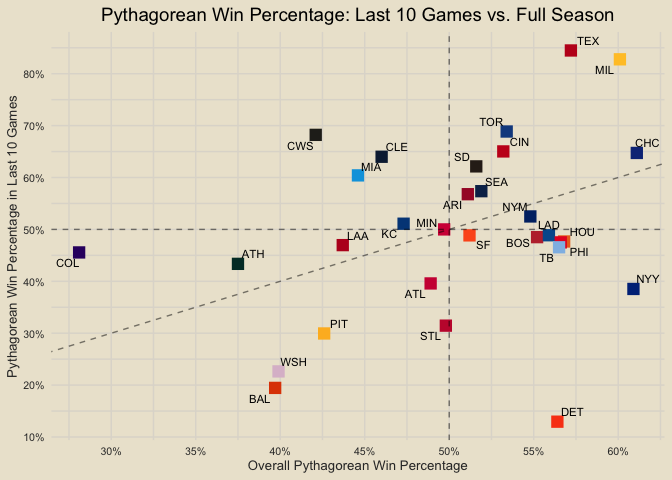 Pythagorean Win Percentage: Last 10 Games vs. Full Season
Pythagorean Win Percentage in Last 10 Games
80%
70%
60%
50%
40%
30%
20%
10%
TEX
MIL
TOR
CWS
CIN
CHC
CLE
SD
MIA
SEA
ARI
NYM
MIN
LAD
KC
LAA
HOU
SF
BOS
PHI
TB
ATH
COL
NYY
ATL
PIT
STL
WSH
BAL
DET
30%
35%
40%
45%
50%
55%
60%
Overall Pythagorean Win Percentage